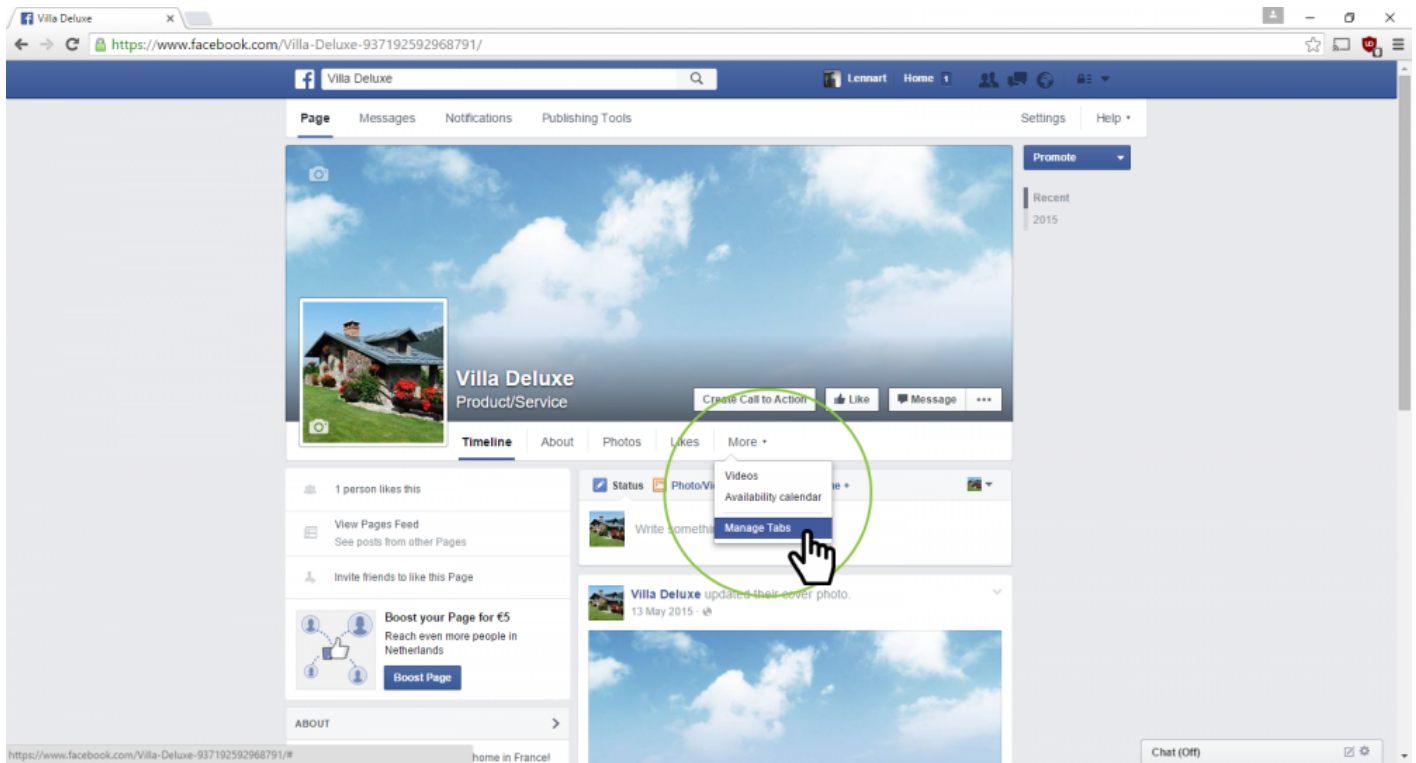 Villa Deluxe
https://www.facebook.com/Villa-Deluxe-937192592968791/
Villa Deluxe
Lennart Home 1
Page Messages Notifications Publishing Tools Settings Help
Promote
Recent
2015
Villa Deluxe
Product/Service
Create Call to Action Like Message
Timeline About Photos Likes More
Videos
Availability calendar
Manage Tabs
1 person likes this
View Pages Feed
See posts from other Pages
Invite friends to like this Page
Boost your Page for €5
Reach even more people in
Netherlands
Boost Page
ABOUT
home in France!
Status
Write
Villa Deluxe updated their cover photo.
13 May 2015
https://www.facebook.com/Villa-Deluxe-937192592968791/#
Chat (Off)